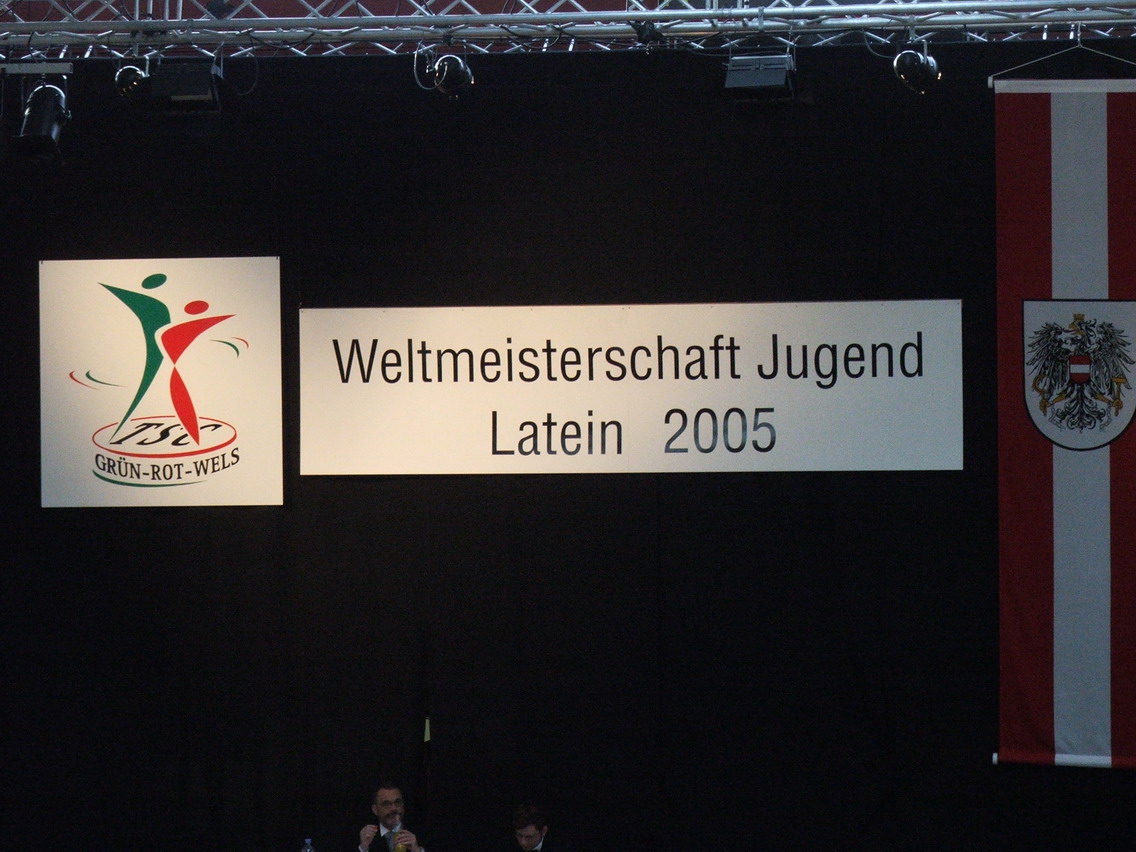 TSC
GRÜN-ROT-WELS
Weltmeisterschaft Jugend
Latein 2005